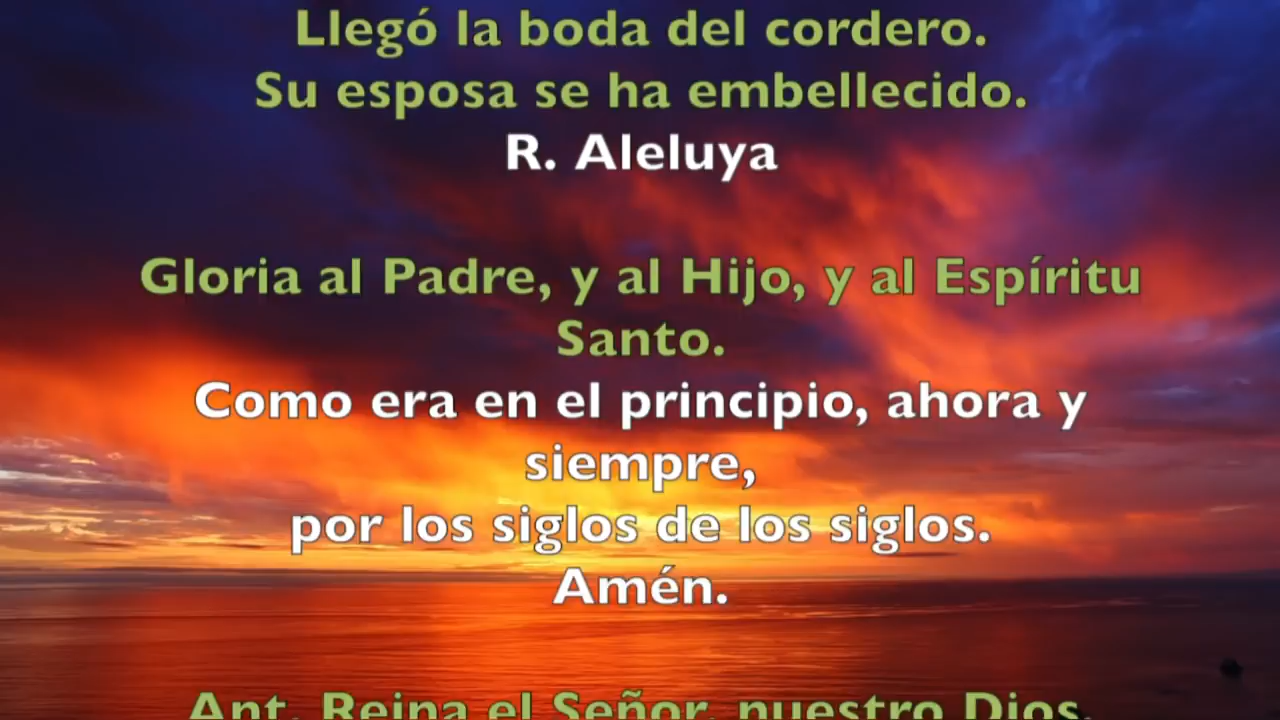 Llegó la boda del cordero.
Su esposa se ha embellecido.
R. Aleluya
Gloria al Padre, y al Hijo, y al Espíritu
Santo.
Como era en el principio, ahora y
siempre,
por los siglos de los siglos.
Amén.
Ant. Reina el Señor, nuestro Dios,